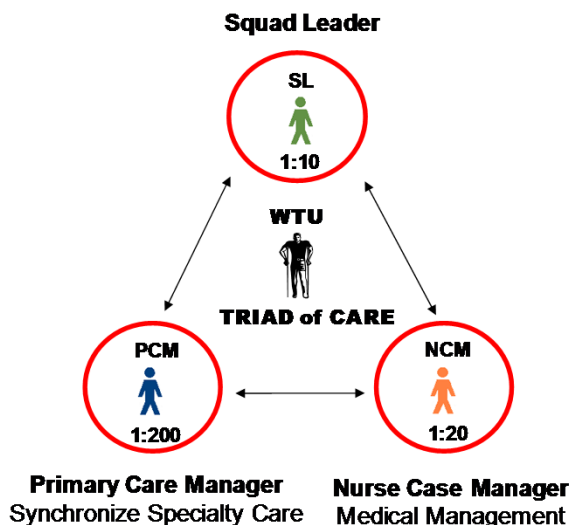 Squad Leader
SL
1:10
WTU
TRIAD of CARE
PCM
1:200
NCM
1:20
Primary Care Manager
Synchronize Specialty Care
Nurse Case Manager
Medical Management